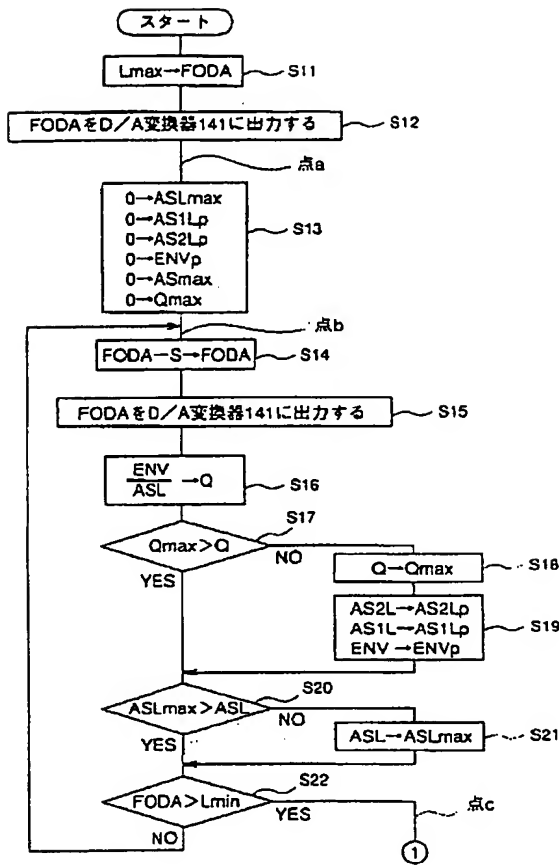 スタート
Lmax→FODA
S11
FODAをD/A変換器141に出力する
S12
点a
0→ASLmax
0→AS1Lp
0→AS2Lp
0→ENVp
0→ASmax
0→Qmax
S13
点b
FODA-S→FODA
S14
FODAをD/A変換器141に出力する
S15
ENV
ASL
→Q
S16
S17
Qmax>Q
NO
YES
Q→Qmax
S18
AS2L→AS2Lp
AS1L→AS1Lp
ENV→ENVp
S19
S20
ASLmax>ASL
NO
YES
ASL→ASLmax
S21
S22
FODA>Lmin
YES
NO
点c
①